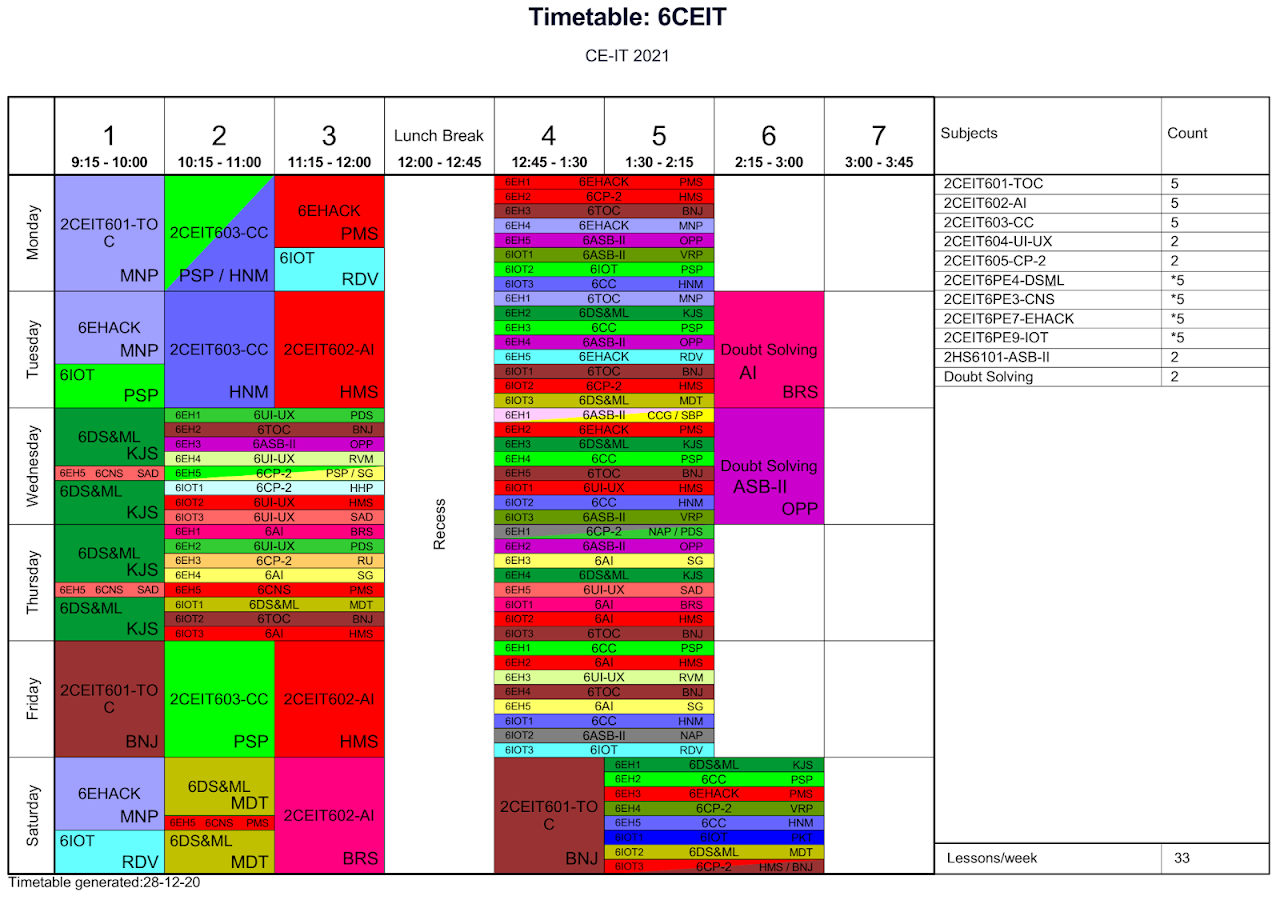 Timetable: 6CEIT
CE-IT 2021
1 2 3 Lunch Break 4 5 6 7 Subjects Count
9:15 - 10:00 10:15 - 11:00 11:15 - 12:00 12:00 - 12:45 12:45 - 1:30 1:30 - 2:15 2:15 - 3:00 3:00 - 3:45
Monday
2CEIT601-TO
C
MNP
2CEIT603-CC
PSP / HNM
6EHACK
PMS
6IOT
RDV
6EH1 6EHACK PMS
6EH2 6CP-2 HMS
6EH3 6TOC BNJ
6EH4 6EHACK MNP
6EH5 6ASB-II OPP
6IOT1 6ASB-II VRP
6IOT2 6IOT PSP
6IOT3 6CC HNM
Tuesday
6EHACK
MNP
6IOT
PSP
2CEIT603-CC
HNM
2CEIT602-AI
HMS
6EH1 6TOC MNP
6EH2 6DS&ML KJS
6EH3 6CC PSP
6EH4 6ASB-II OPP
6EH5 6EHACK RDV
6IOT1 6TOC BNJ
6IOT2 6CP-2 HMS
6IOT3 6DS&ML MDT
Doubt Solving
AI
BRS
Wednesday
6DS&ML
KJS
6EH5 6CNS SAD
6DS&ML
KJS
6EH1 6UI-UX PDS
6EH2 6TOC BNJ
6EH3 6ASB-II OPP
6EH4 6UI-UX RVM
6EH5 6CP-2 PSP / SG
6IOT1 6CP-2 HHP
6IOT2 6UI-UX HMS
6IOT3 6UI-UX SAD
Recess
6EH1 6ASB-II CCG / SBP
6EH2 6EHACK PMS
6EH3 6DS&ML KJS
6EH4 6CC PSP
6EH5 6TOC BNJ
6IOT1 6UI-UX HMS
6IOT2 6CC HNM
6IOT3 6ASB-II VRP
Doubt Solving
ASB-II
OPP
Thursday
6DS&ML
KJS
6EH5 6CNS SAD
6DS&ML
KJS
6EH1 6AI BRS
6EH2 6UI-UX PDS
6EH3 6CP-2 RU
6EH4 6AI SG
6EH5 6CNS PMS
6IOT1 6DS&ML MDT
6IOT2 6TOC BNJ
6IOT3 6AI HMS
6EH1 6CP-2 NAP / PDS
6EH2 6ASB-II OPP
6EH3 6AI SG
6EH4 6DS&ML KJS
6EH5 6UI-UX SAD
6IOT1 6AI BRS
6IOT2 6AI HMS
6IOT3 6TOC BNJ
Friday
2CEIT601-TO
C
BNJ
2CEIT603-CC
PSP
2CEIT602-AI
HMS
6EH1 6CC PSP
6EH2 6AI HMS
6EH3 6UI-UX RVM
6EH4 6TOC BNJ
6EH5 6AI SG
6IOT1 6CC HNM
6IOT2 6ASB-II NAP
6IOT3 6IOT RDV
Saturday
6EHACK
MNP
6IOT
RDV
6DS&ML
MDT
6EH5 6CNS PMS
6DS&ML
MDT
2CEIT602-AI
BRS
2CEIT601-TO
C
BNJ
6EH1 6DS&ML KJS
6EH2 6CC PSP
6EH3 6EHACK PMS
6EH4 6CP-2 VRP
6EH5 6CC HNM
6IOT1 6IOT PKT
6IOT2 6DS&ML MDT
6IOT3 6CP-2 HMS / BNJ
2CEIT601-TOC 5
2CEIT602-AI 5
2CEIT603-CC 5
2CEIT604-UI-UX 2
2CEIT605-CP-2 2
2CEIT6PE4-DSML *5
2CEIT6PE3-CNS *5
2CEIT6PE7-EHACK *5
2CEIT6PE9-IOT *5
2HS6101-ASB-II 2
Doubt Solving 2
Lessons/week 33
Timetable generated:28-12-20